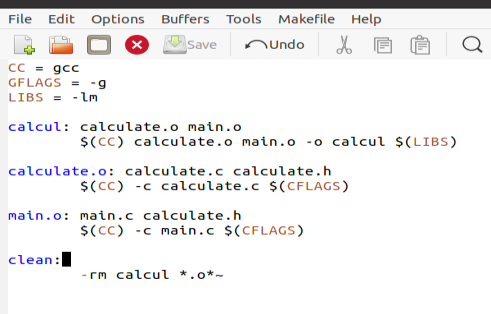 File Edit Options Buffers Tools Makefile Help
Save Undo
CC = gcc
GFLAGS = -g
LIBS = -lm
calcul: calculate.o main.o
$(CC) calculate.o main.o -o calcul $(LIBS)
calculate.o: calculate.c calculate.h
$(CC) -c calculate.c $(CFLAGS)
main.o: main.c calculate.h
$(CC) -c main.c $(CFLAGS)
clean:
-rm calcul *.o*~